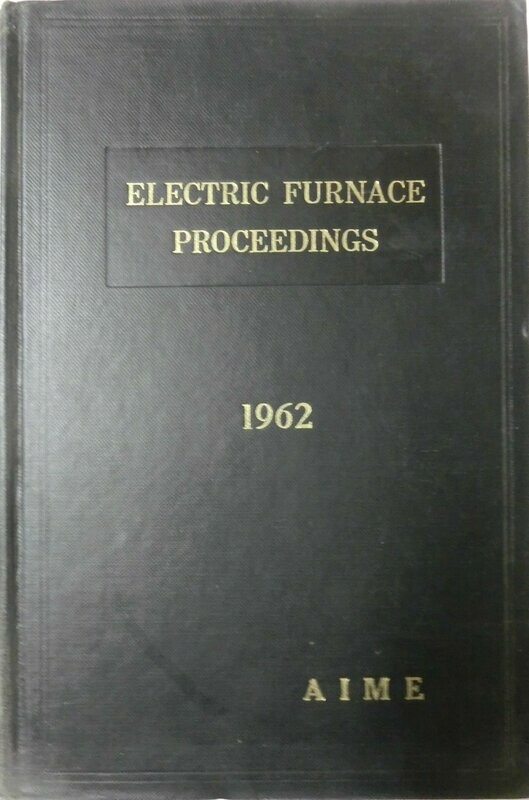 ELECTRIC FURNACE
PROCEEDINGS
1962
AIME